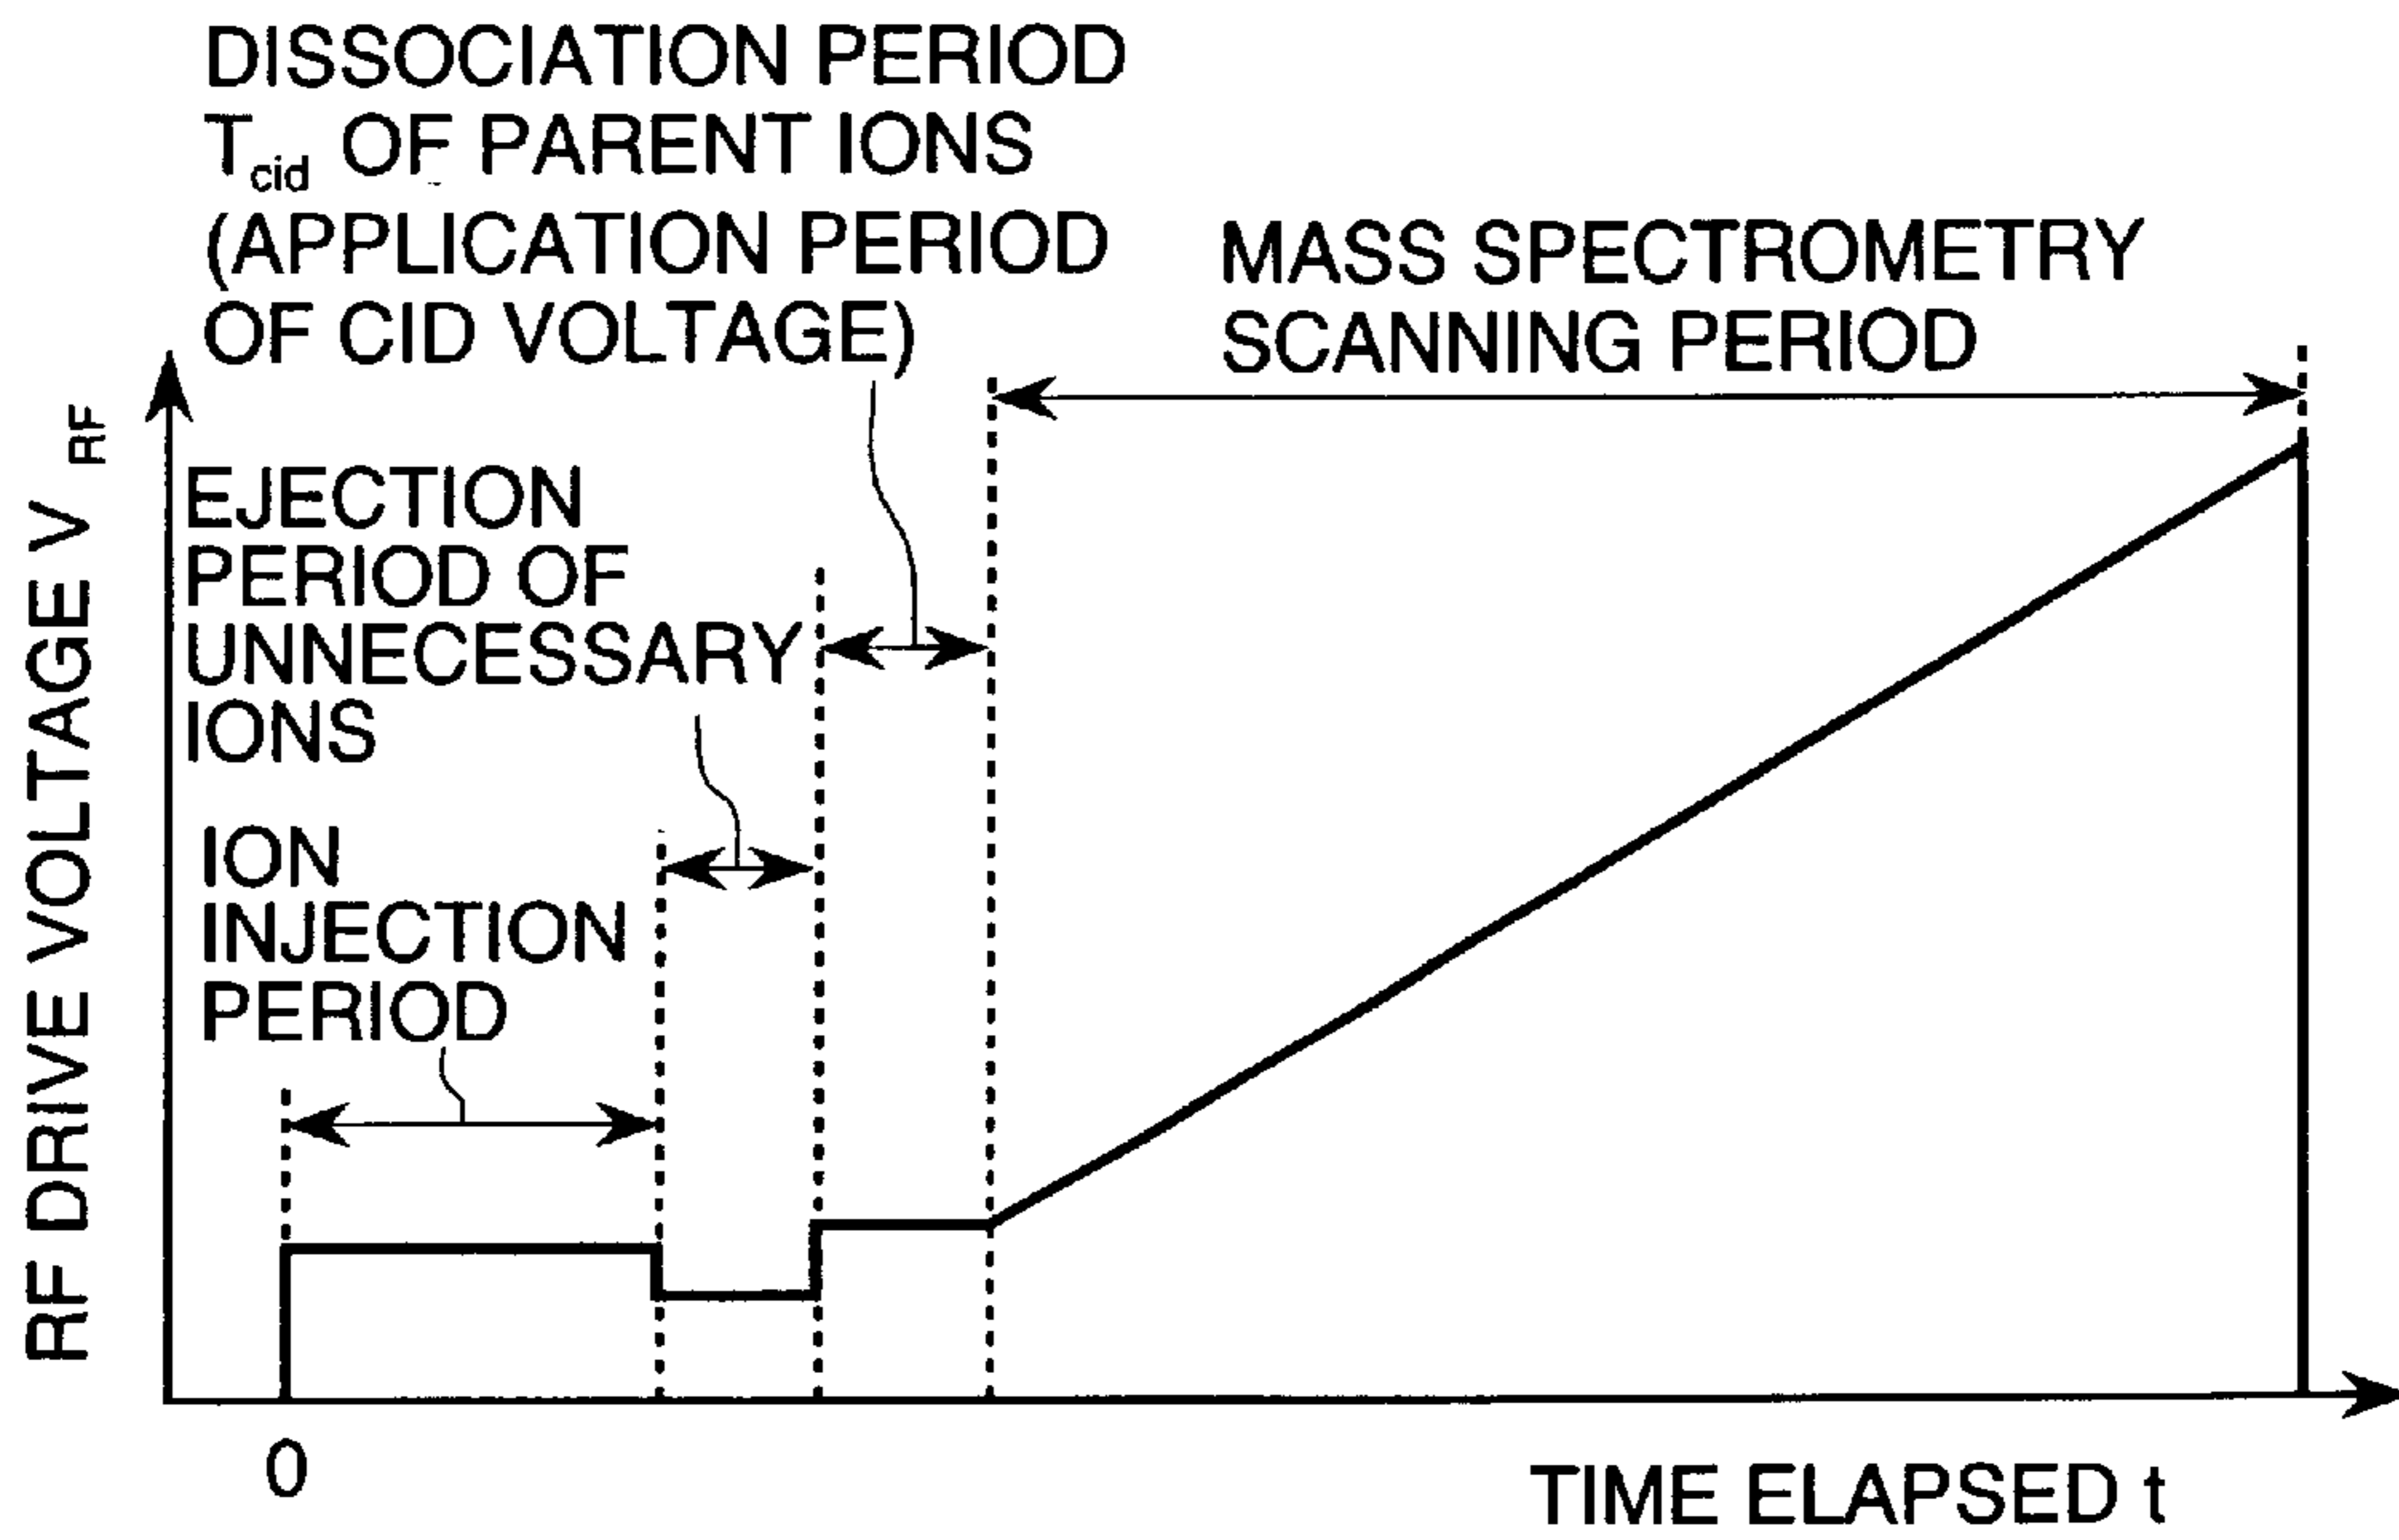 DISSOCIATION PERIOD
Tcid OF PARENT IONS
(APPLICATION PERIOD
OF CID VOLTAGE)
MASS SPECTROMETRY
SCANNING PERIOD
EJECTION
PERIOD OF
UNNECESSARY
IONS
ION
INJECTION
PERIOD
RF DRIVE VOLTAGE VRF
0
TIME ELAPSED t